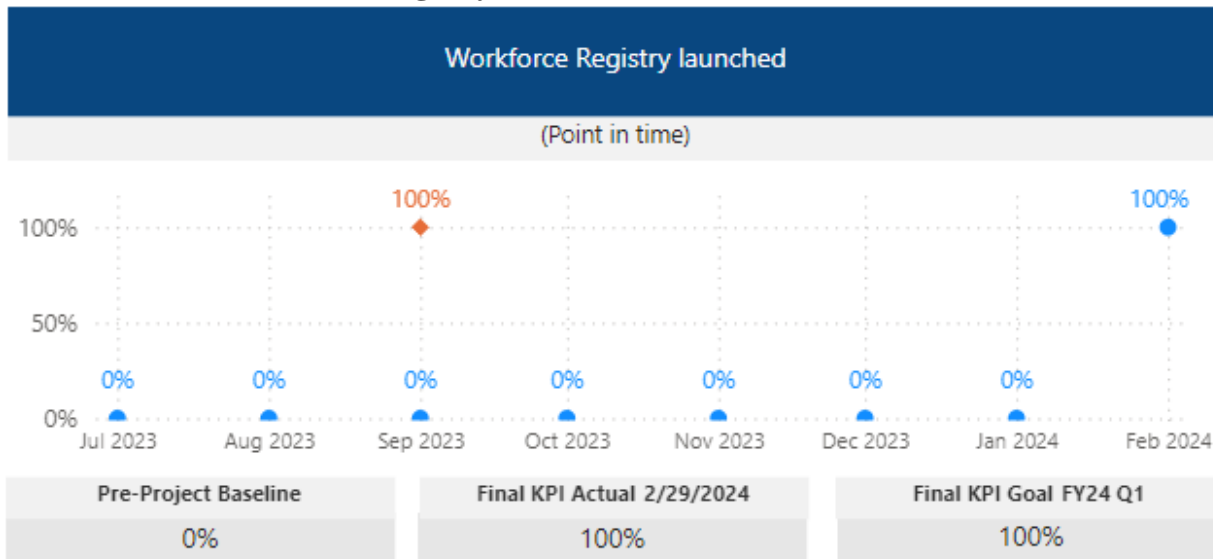 Workforce Registry launched
(Point in time)
100% 100%
100%
50%
0% 0% 0% 0% 0% 0% 0%
0%
Jul 2023 Aug 2023 Sep 2023 Oct 2023 Nov 2023 Dec 2023 Jan 2024 Feb 2024
Pre-Project Baseline Final KPI Actual 2/29/2024 Final KPI Goal FY24 Q1
0% 100% 100%